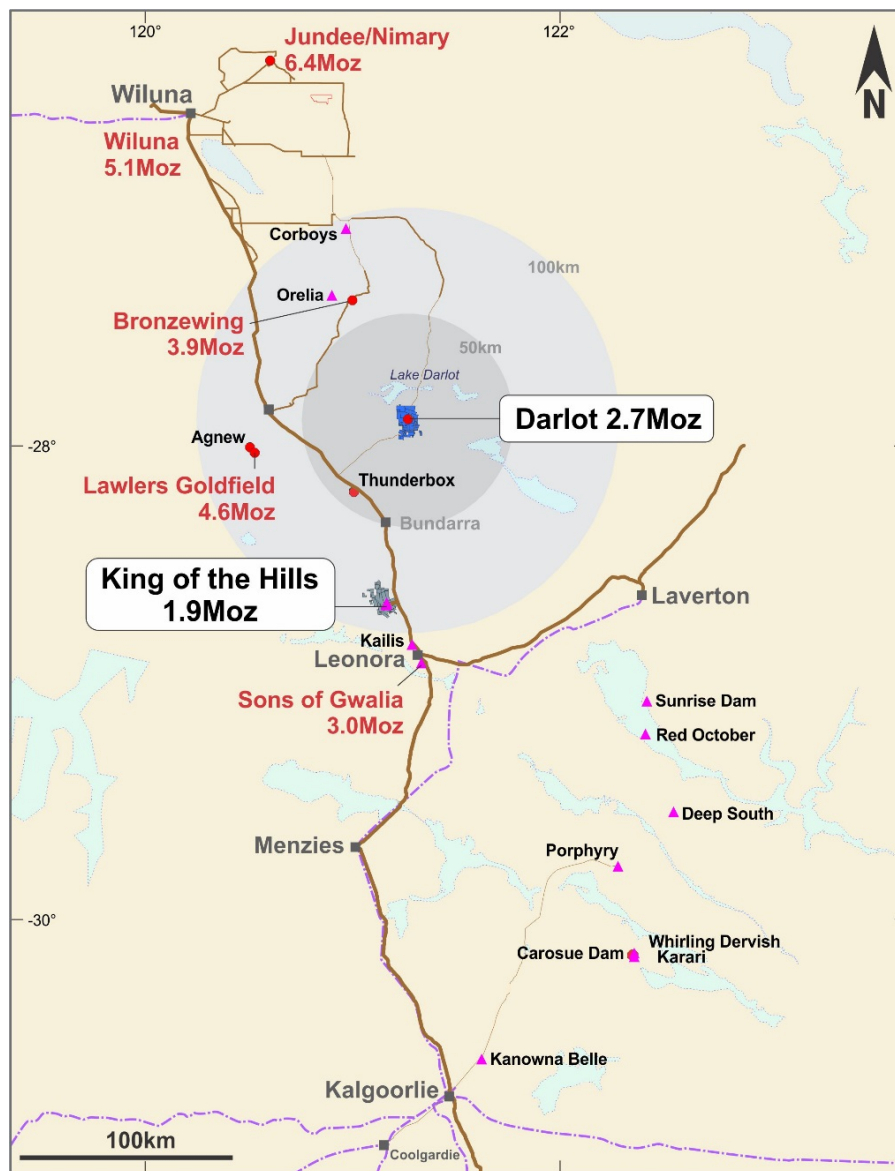 120°
122°
Jundee/Nimary
6.4Moz
N
Wiluna
Wiluna
5.1Moz
Corboys
100km
Orelia
Bronzewing
3.9Moz
50km
Lake Darlot
Darlot 2.7Moz
Agnew
-28°
Lawlers Goldfield
4.6Moz
Thunderbox
Bundarra
King of the Hills
1.9Moz
Laverton
Kailis
Leonora
Sons of Gwalia
3.0Moz
Sunrise Dam
Red October
Deep South
Menzies
Porphyry
-30°
Whirling Dervish
Carosue Dam
Karari
Kanowna Belle
Kalgoorlie
100km
Coolgardie